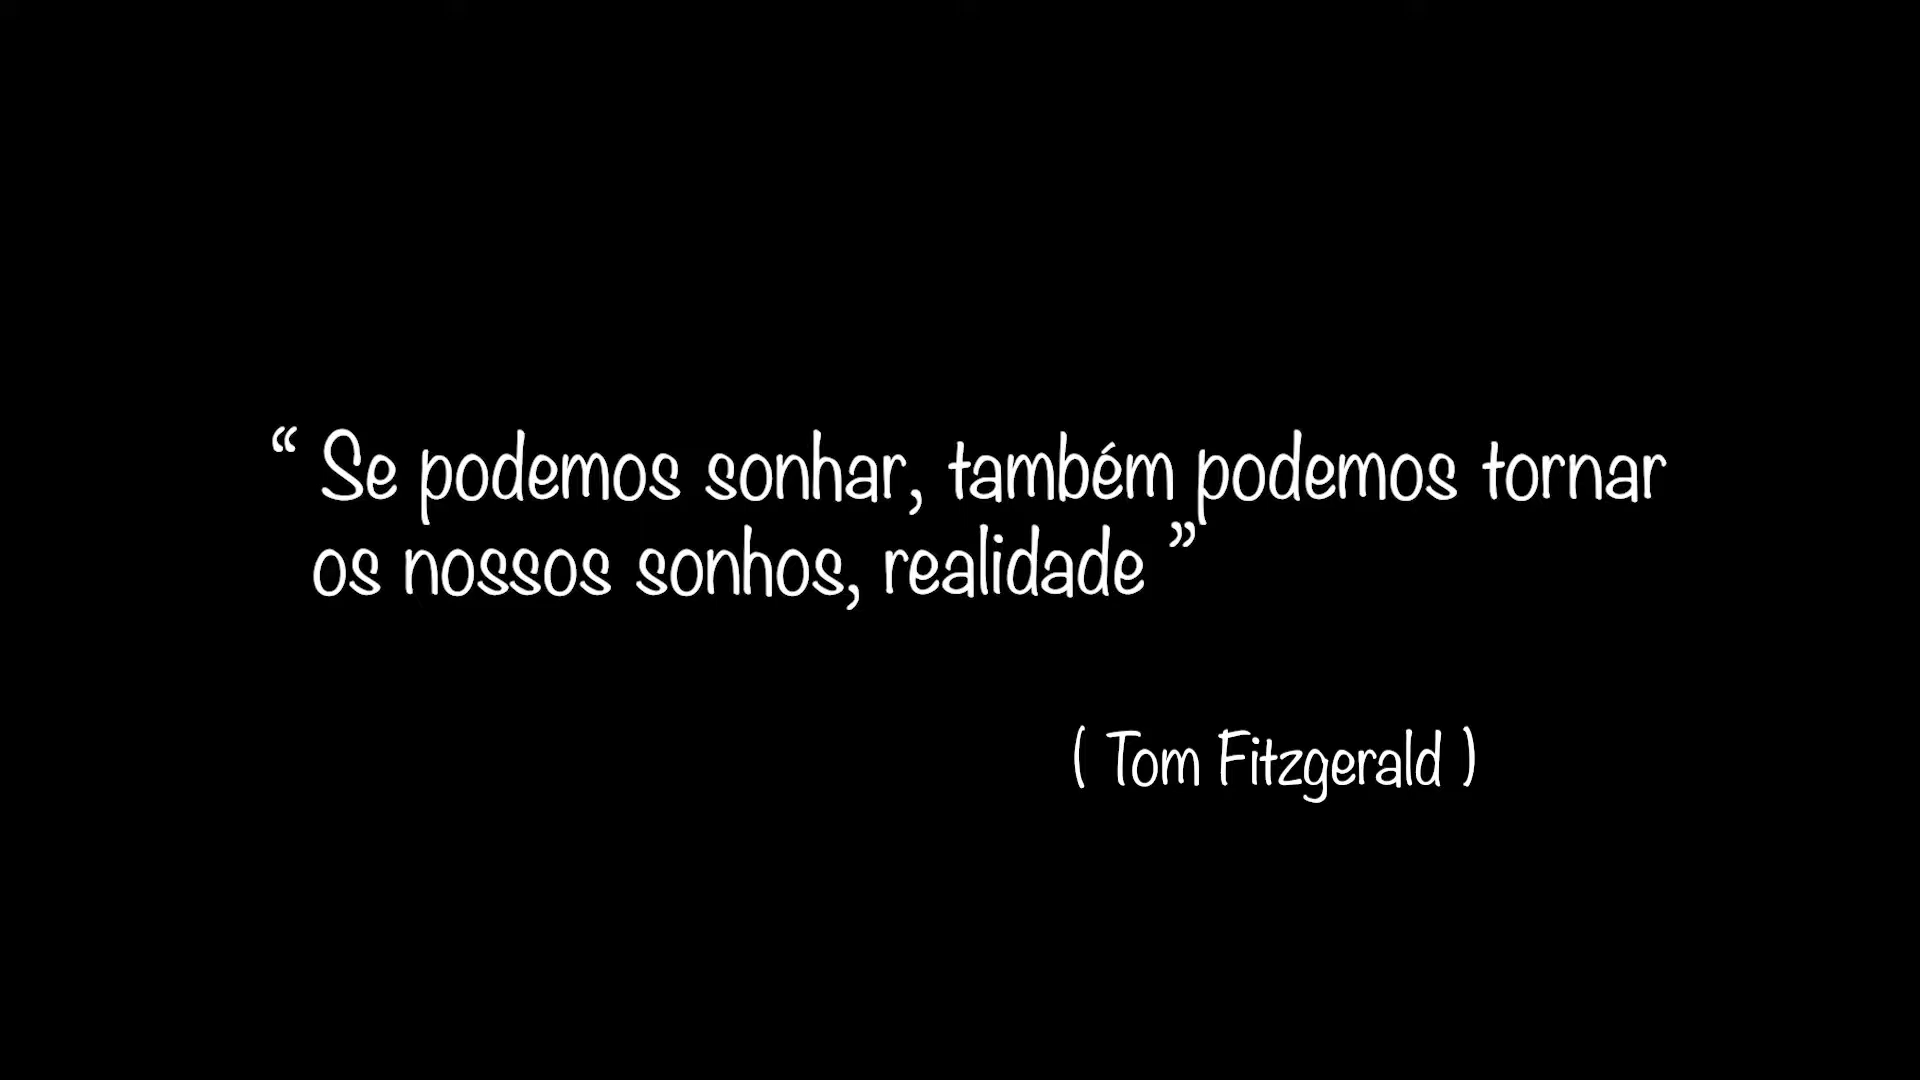 “ Se podemos sonhar, também podemos tornar
os nossos sonhos, realidade ”
( Tom Fitzgerald )